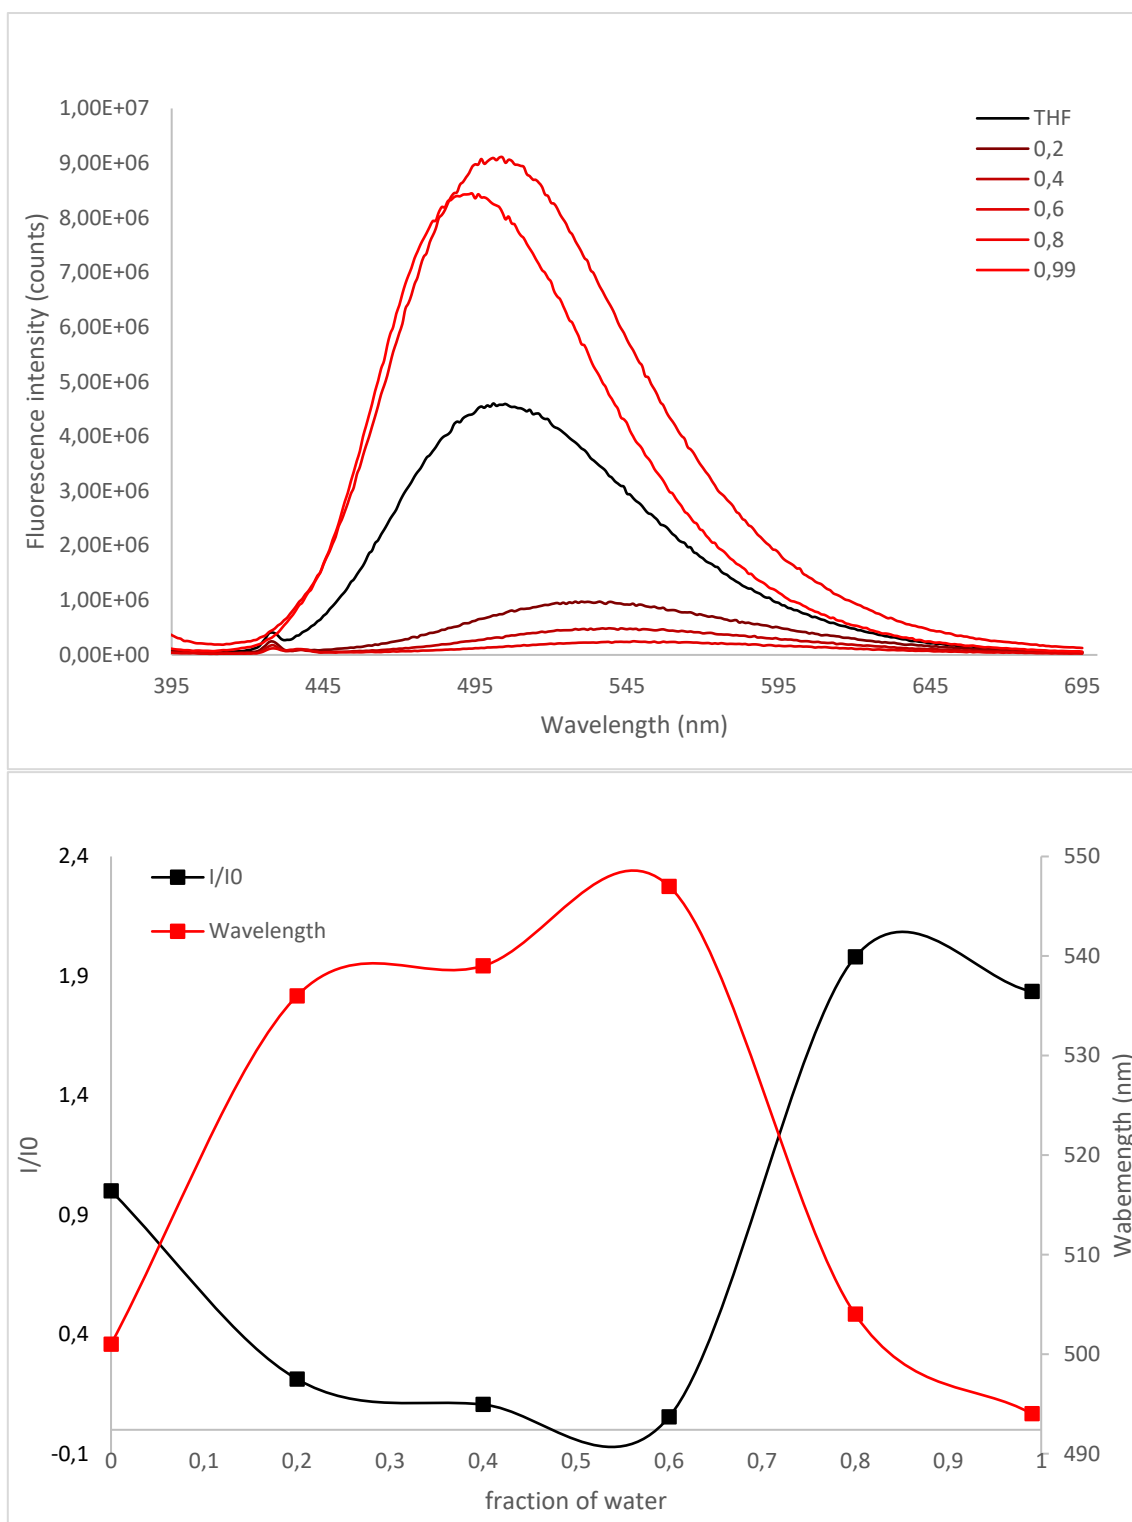 1,00E+07
9,00E+06
8,00E+06
7,00E+06
6,00E+06
5,00E+06
4,00E+06
3,00E+06
2,00E+06
1,00E+06
0,00E+00
Fluorescence intensity (counts)
THF
0,2
0,4
0,6
0,8
0,99
395 445 495 545 595 645 695
Wavelength (nm)
2,4
1,9
1,4
0,9
0,4
-0,1
I/I0
I/I0
Wavelength
550
540
530
520
510
500
490
Wabemength (nm)
0 0,1 0,2 0,3 0,4 0,5 0,6 0,7 0,8 0,9 1
fraction of water